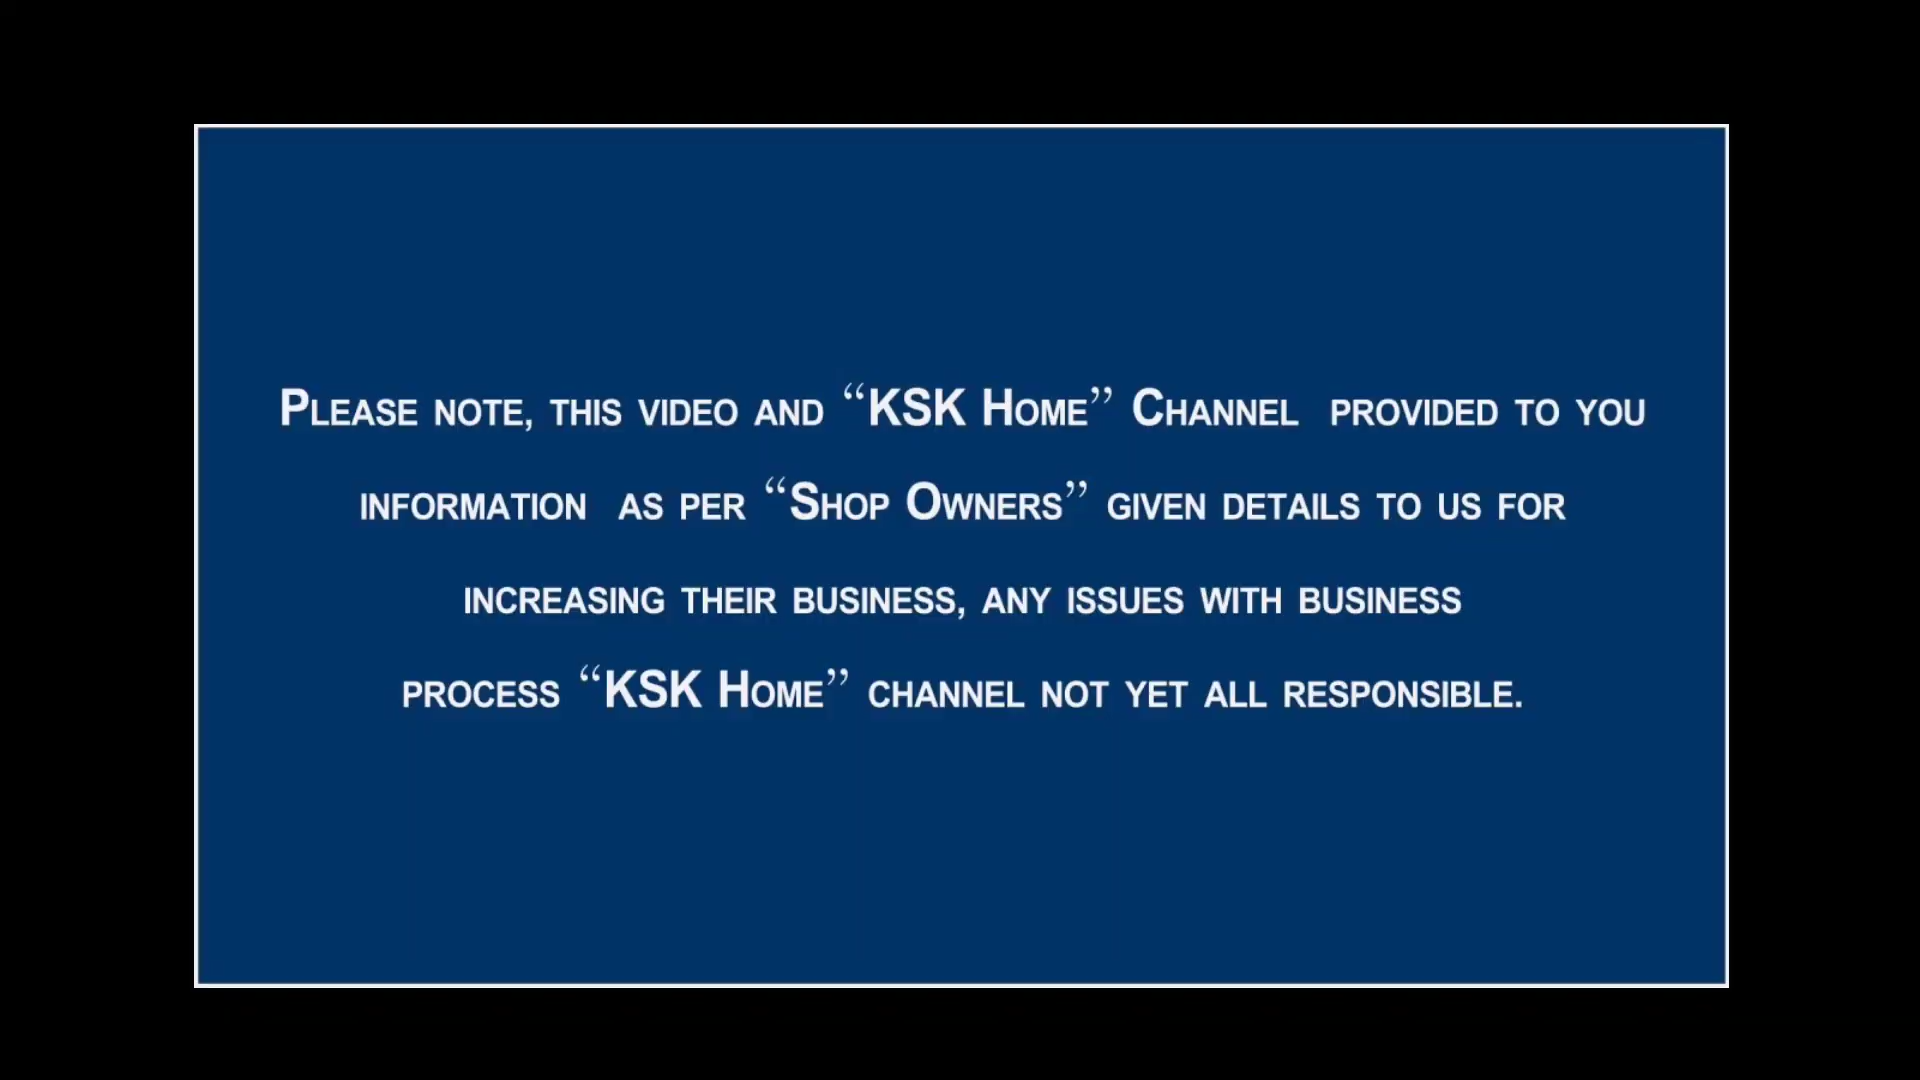 Please note, this video and “KSK Home” Channel provided to you
information as per “Shop Owners” given details to us for
increasing their business, any issues with business
process “KSK Home” channel not yet all responsible.